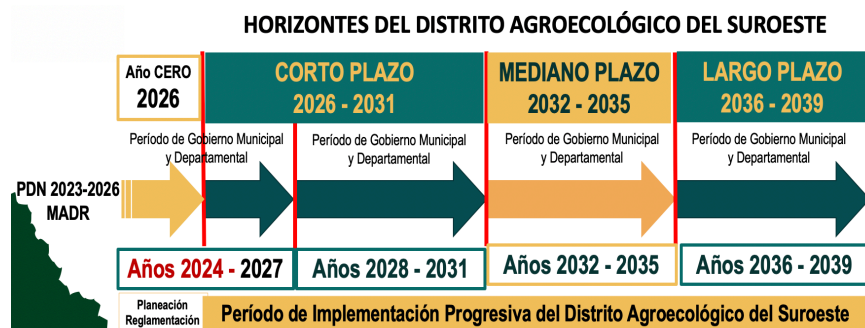 HORIZONTES DEL DISTRITO AGROECOLÓGICO DEL SUROESTE
Año CERO
2026
CORTO PLAZO
2026 - 2031
MEDIANO PLAZO
2032 - 2035
LARGO PLAZO
2036 - 2039
Período de Gobierno Municipal
y Departamental
Período de Gobierno Municipal
y Departamental
Período de Gobierno Municipal
y Departamental
Período de Gobierno Municipal
y Departamental
PDN 2023-2026
MADR
Años 2024 - 2027
Años 2028 - 2031
Años 2032 - 2035
Años 2036 - 2039
Planeación
Reglamentación
Período de Implementación Progresiva del Distrito Agroecológico del Suroeste